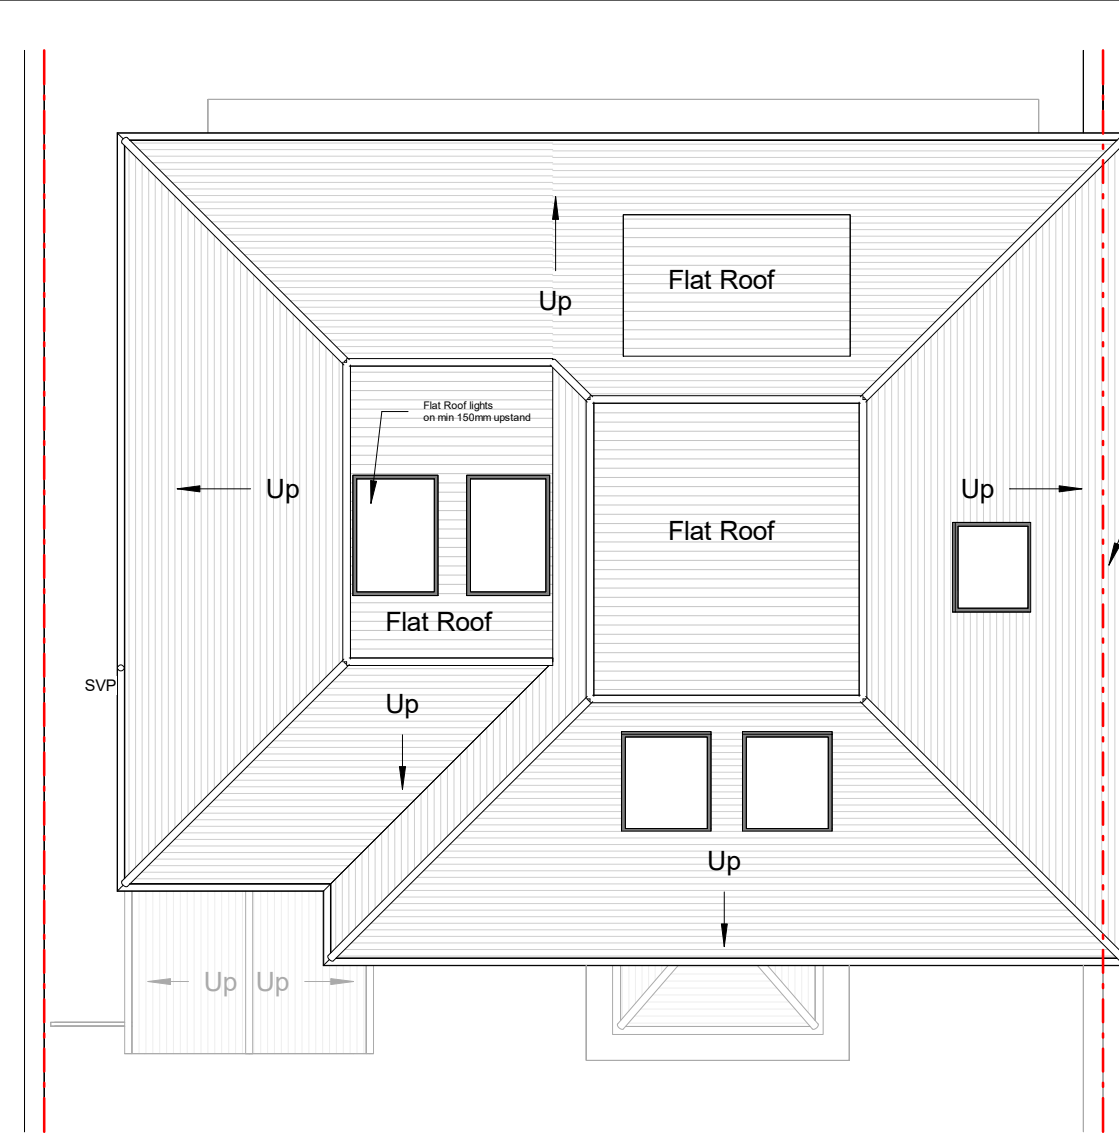 Flat Roof
Up
Flat Roof lights
on min 150mm upstand
Up
Up
Flat Roof
Flat Roof
SVP
Up
Up
Up Up